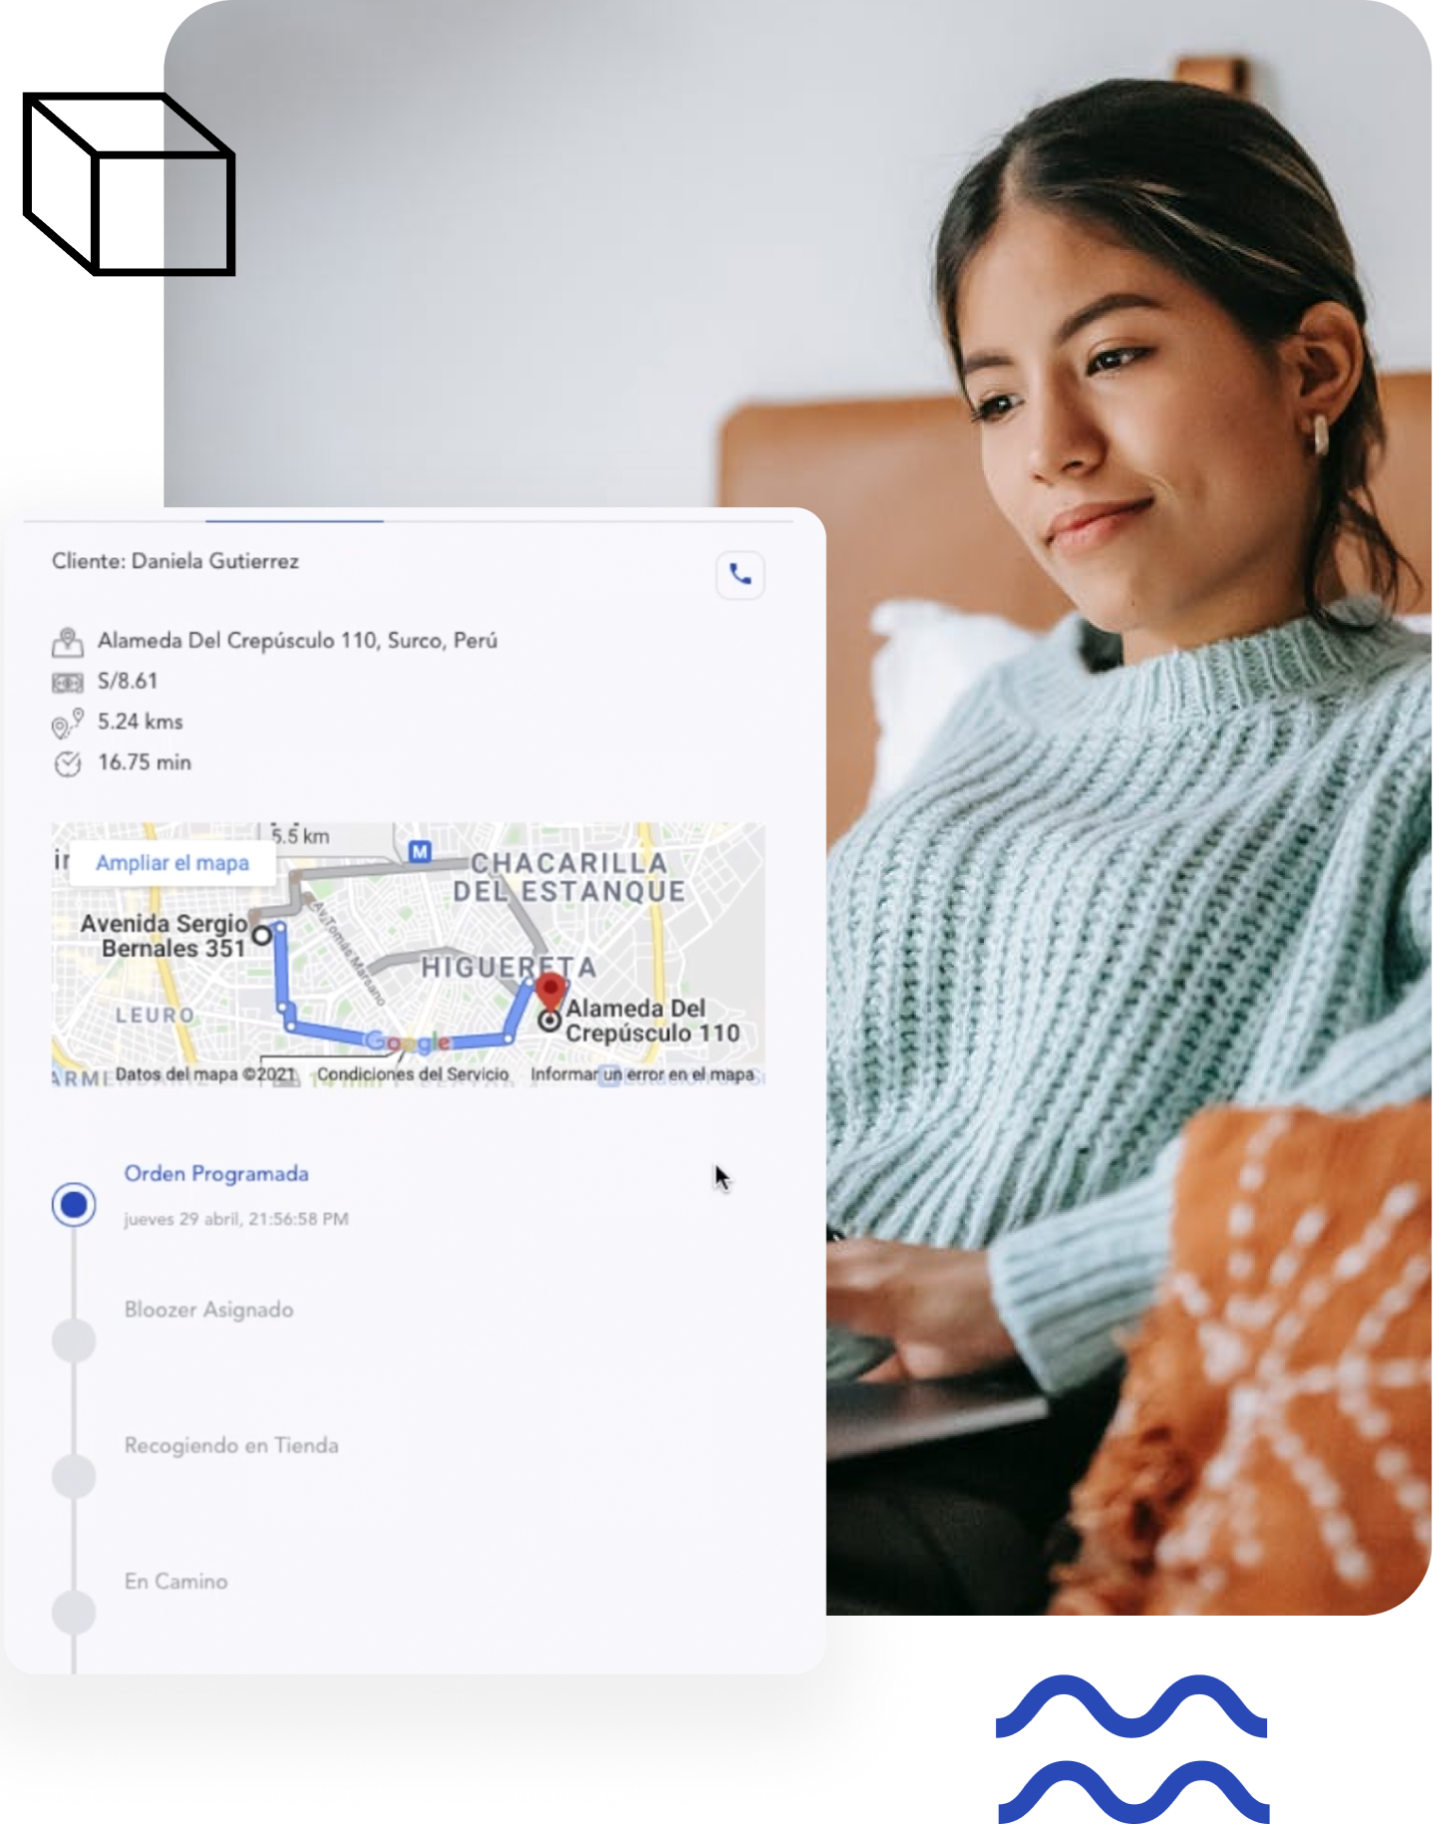 Cliente: Daniela Gutierrez
Alameda Del Crepúsculo 110, Surco, Perú
S/8.61
5.24 kms
16.75 min
5.5 km
Ampliar el mapa
M
CHACARILLA
DEL ESTANQUE
Avenida Sergio
Bernales 351
Av. Tomás Marsano
HIGUERETA
LEURO
Alameda Del
Crepúsculo 110
Google
Datos del mapa ©2021 Condiciones del Servicio Informar un error en el mapa
Orden Programada
jueves 29 abril, 21:56:58 PM
Bloozer Asignado
Recogiendo en Tienda
En Camino